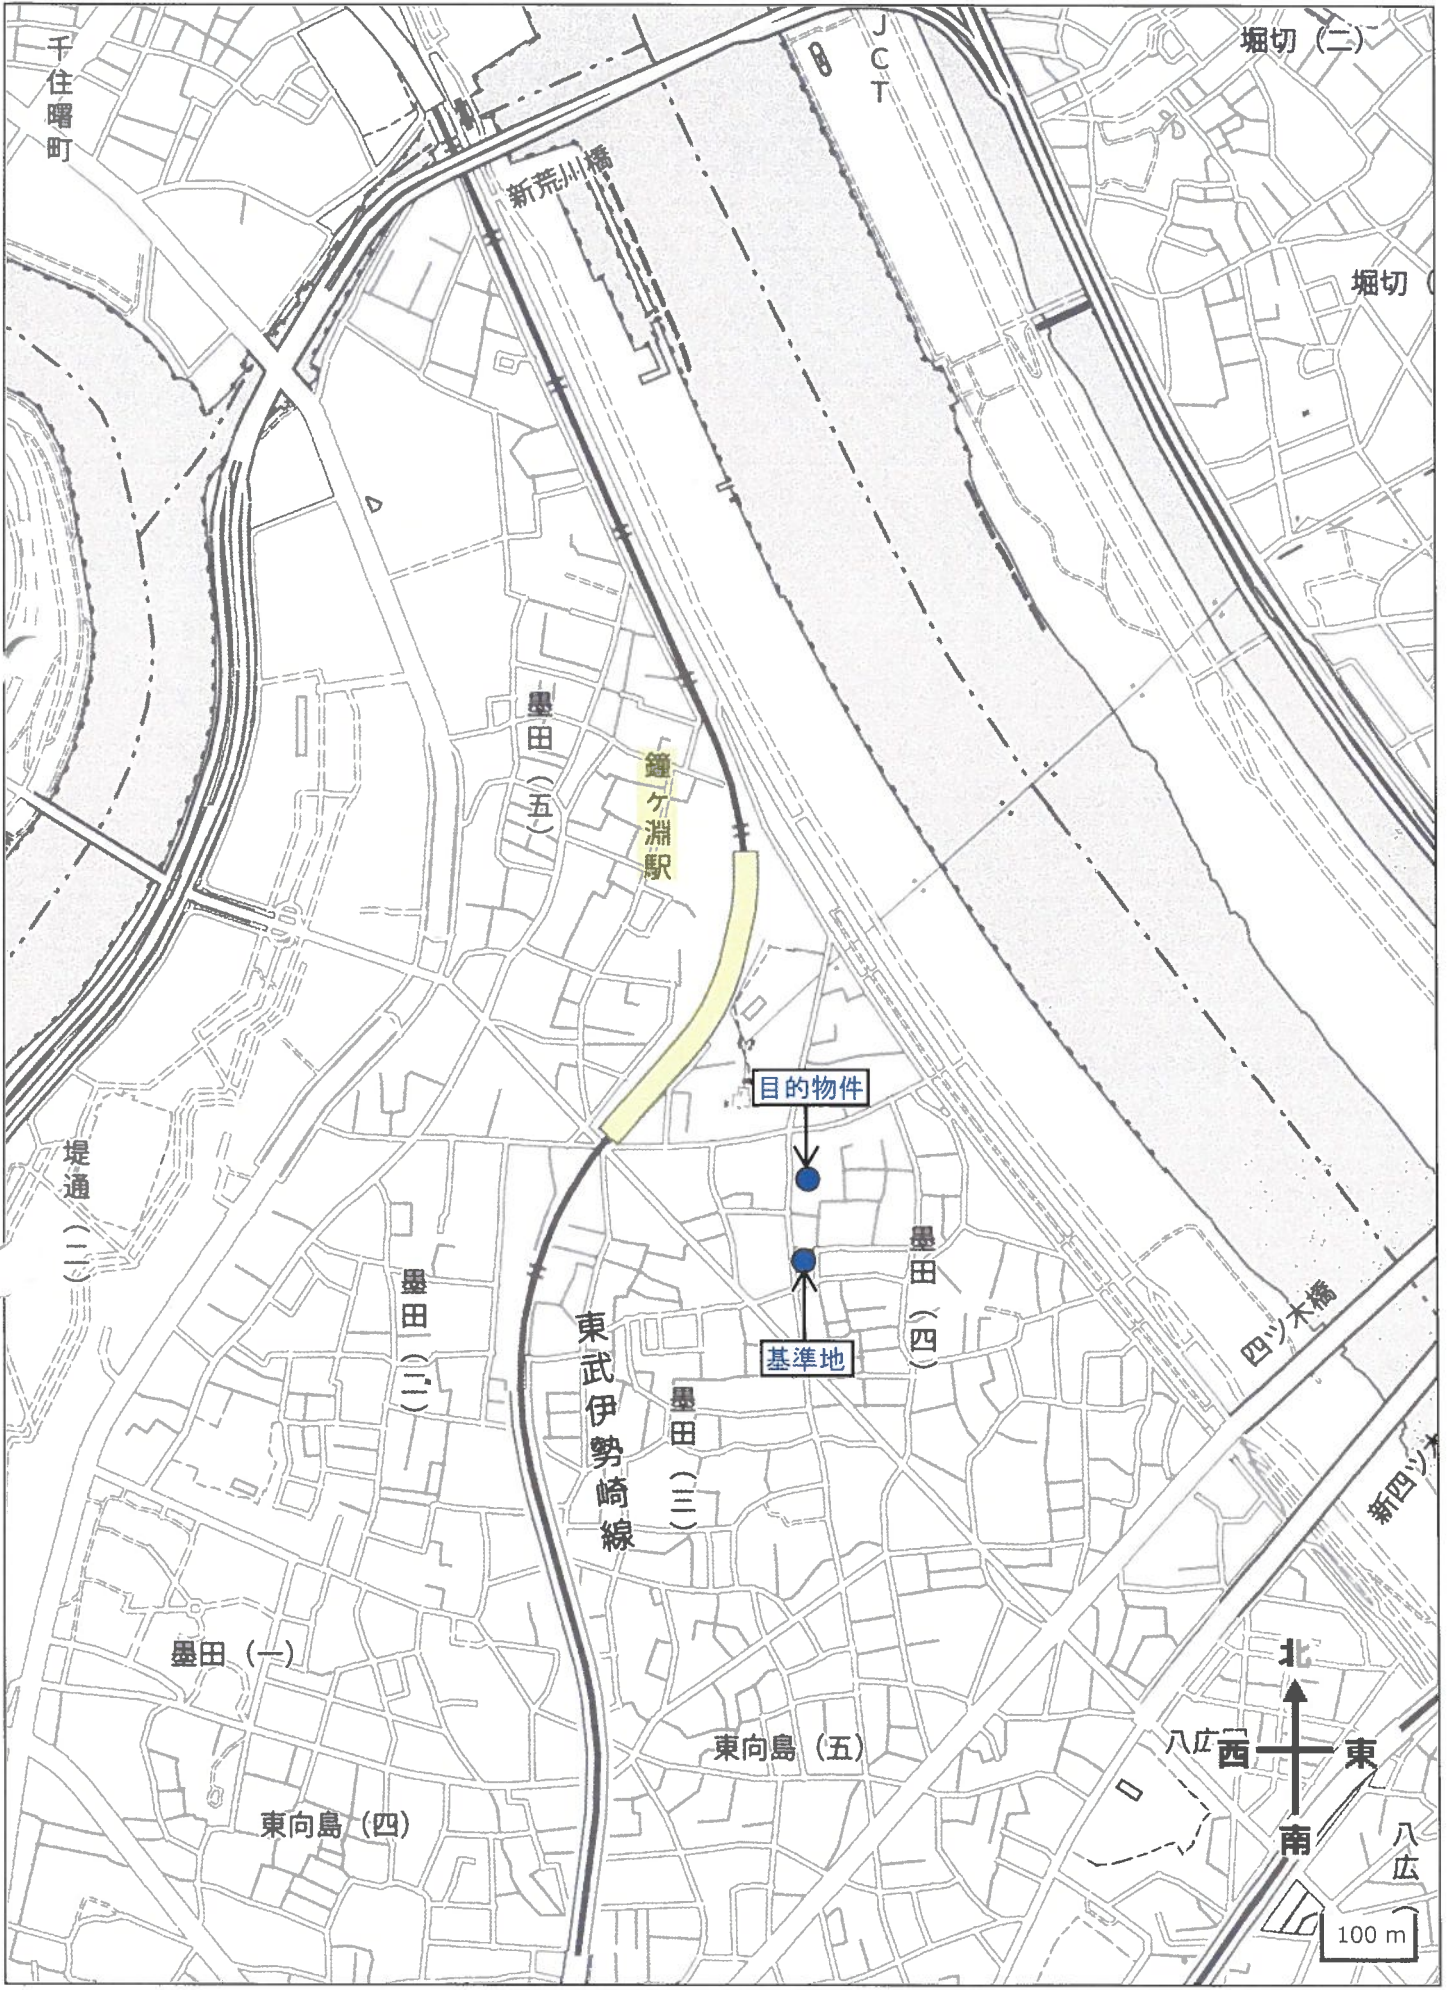 千住曙町
JCT
堀切（二）
新荒川橋
堀切（
墨田（五）
鐘ヶ淵駅
目的物件
堤通（二）
墨田（四）
墨田（二）
四ツ木橋
東武伊勢崎線
基準地
墨田（三）
新四ツ木
墨田（一）
北
東向島（五）
八広
西
東
東向島（四）
南
八広（
100 m